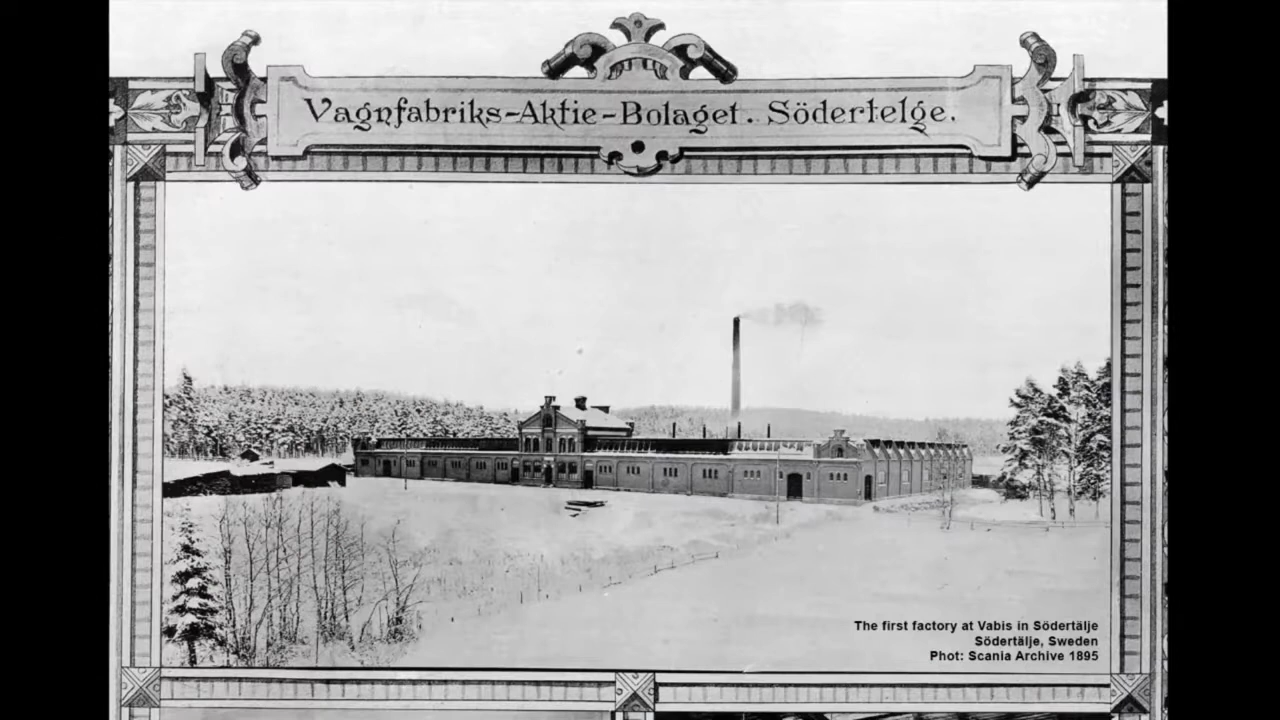 Vagnfabriks-Aktie-Bolaget. Södertelge.
The first factory at Vabis in Södertälje
Södertälje, Sweden
Phot: Scania Archive 1895